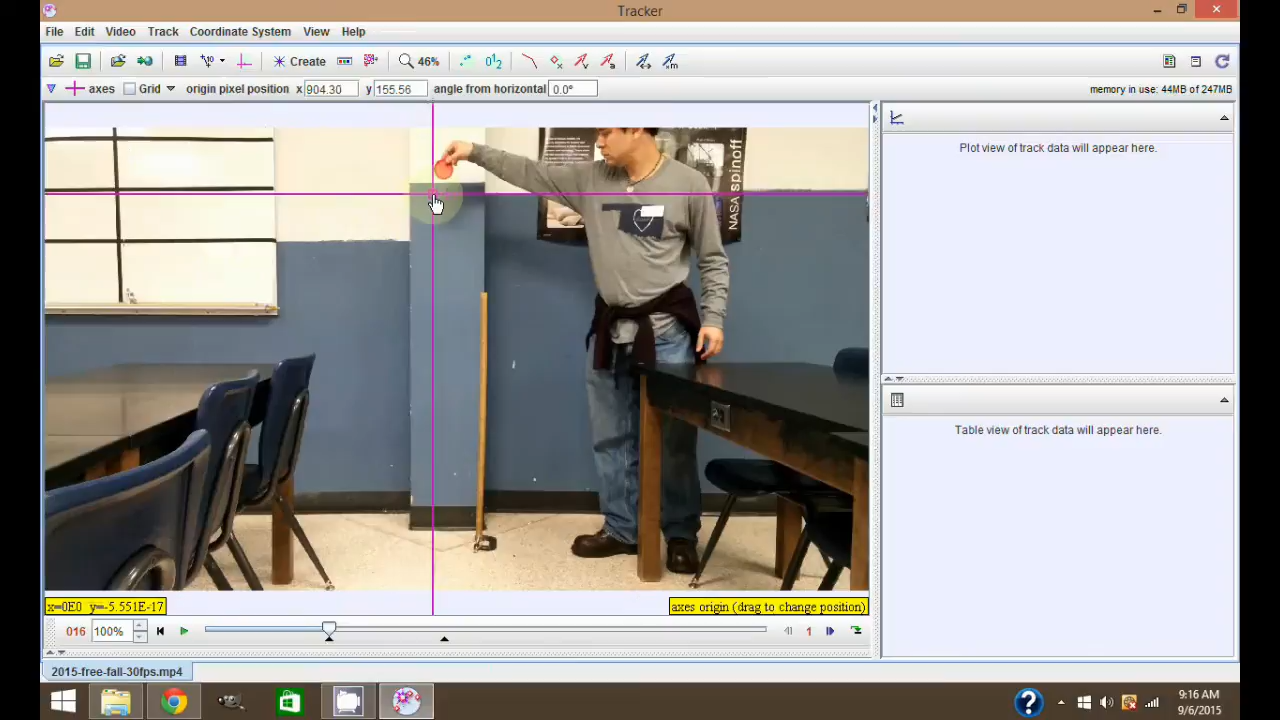 Tracker
File Edit Video Track Coordinate System View Help
Create 46%
axes Grid origin pixel position x 904.30 y 155.56 angle from horizontal 0.0° memory in use: 44MB of 247MB
Plot view of track data will appear here.
NASA spinoff
Table view of track data will appear here.
x=0E0 y=-5.551E-17 axes origin (drag to change position)
016 100% 1
2015-free-fall-30fps.mp4
9:16 AM
9/6/2015